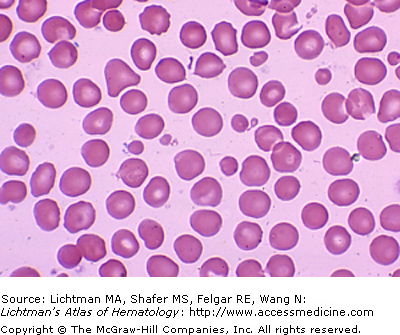 Source: Lichtman MA, Shafer MS, Felgar RE, Wang N:
Lichtman's Atlas of Hematology: http://www.accessmedicine.com
Copyright © The McGraw-Hill Companies, Inc. All rights reserved.